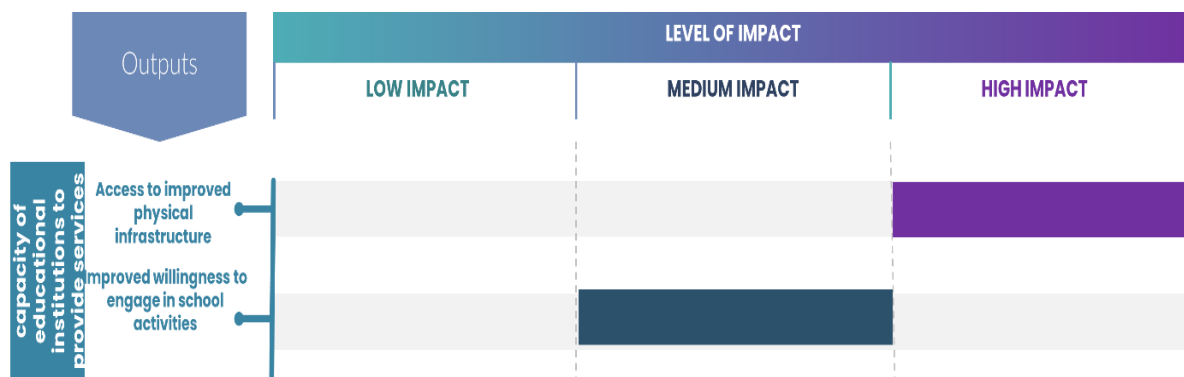 Outputs
LEVEL OF IMPACT
LOW IMPACT
MEDIUM IMPACT
HIGH IMPACT
capacity of
educational
institutions to
provide services
Access to improved
physical
infrastructure
Improved willingness to
engage in school
activities